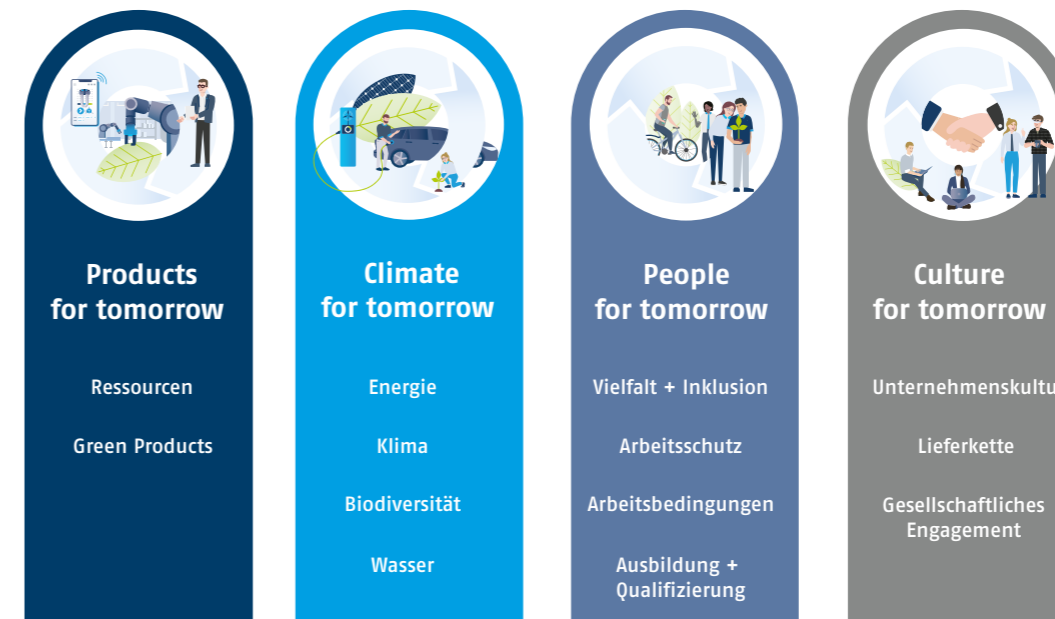 Products
for tomorrow
Ressourcen
Green Products
Climate
for tomorrow
Energie
Klima
Biodiversität
Wasser
People
for tomorrow
Vielfalt + Inklusion
Arbeitsschutz
Arbeitsbedingungen
Ausbildung +
Qualifizierung
Culture
for tomorrow
Unternehmenskultu
Lieferkette
Gesellschaftliches
Engagement